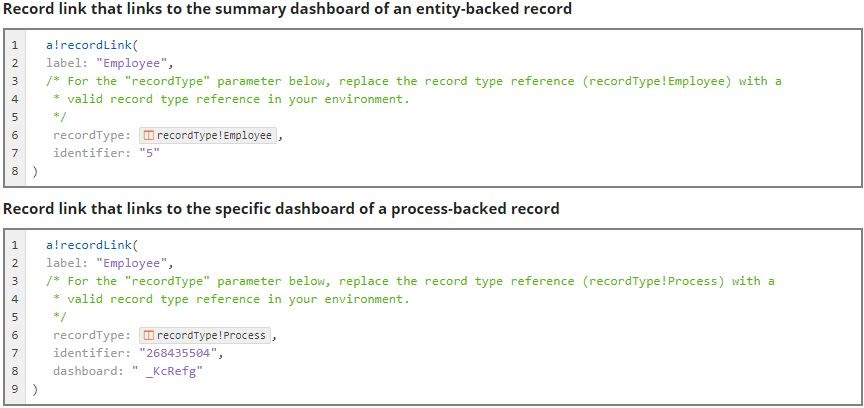 Record link that links to the summary dashboard of an entity-backed record
1 a!recordLink(
2 label: "Employee",
3 /* For the "recordType" parameter below, replace the record type reference (recordType!Employee) with a
4 * valid record type reference in your environment.
5 */
6 recordType: recordType!Employee ,
7 identifier: "5"
8 )
Record link that links to the specific dashboard of a process-backed record
1 a!recordLink(
2 label: "Employee",
3 /* For the "recordType" parameter below, replace the record type reference (recordType!Process) with a
4 * valid record type reference in your environment.
5 */
6 recordType: recordType!Process ,
7 identifier: "268435504",
8 dashboard: " _KcRefg"
9 )